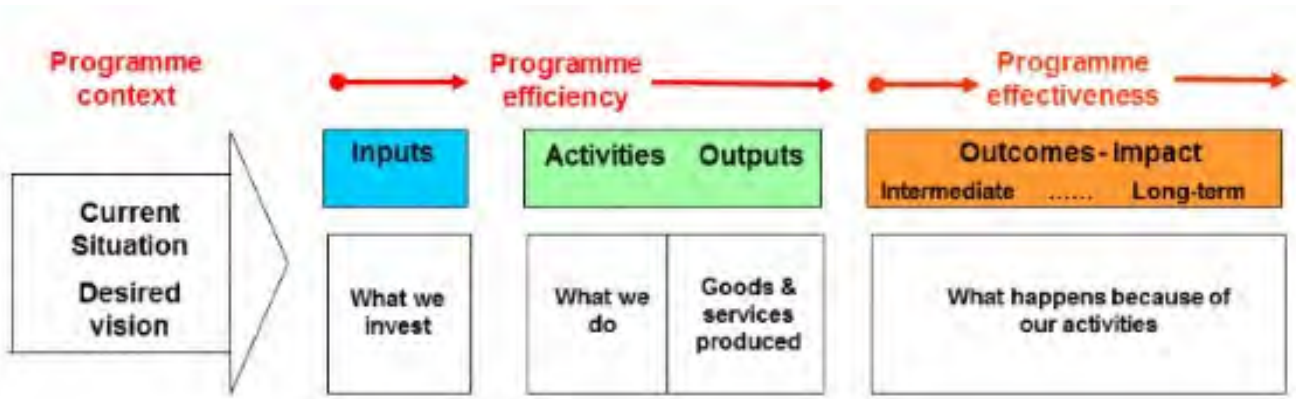 Programme
context
Programme
efficiency
Programme
effectiveness
Inputs
Activities Outputs
Outcomes - Impact
Intermediate ...... Long-term
Current
Situation
Desired
vision
What we
invest
What we
do
Goods &
services
produced
What happens because of
our activities